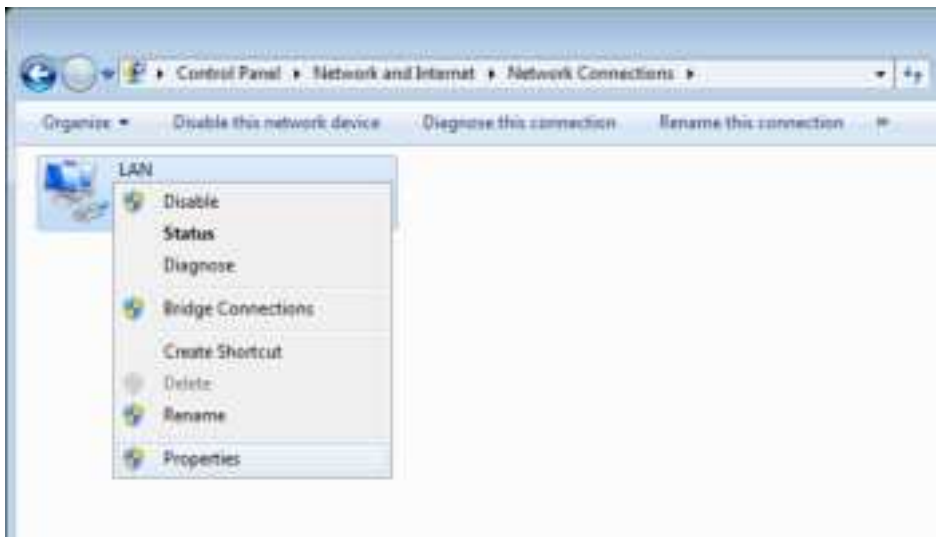 Control Panel Network and Internet Network Connections
Organize Disable this network device Diagnose this connection Rename this connection
LAN
Disable
Status
Diagnose
Bridge Connections
Create Shortcut
Delete
Rename
Properties